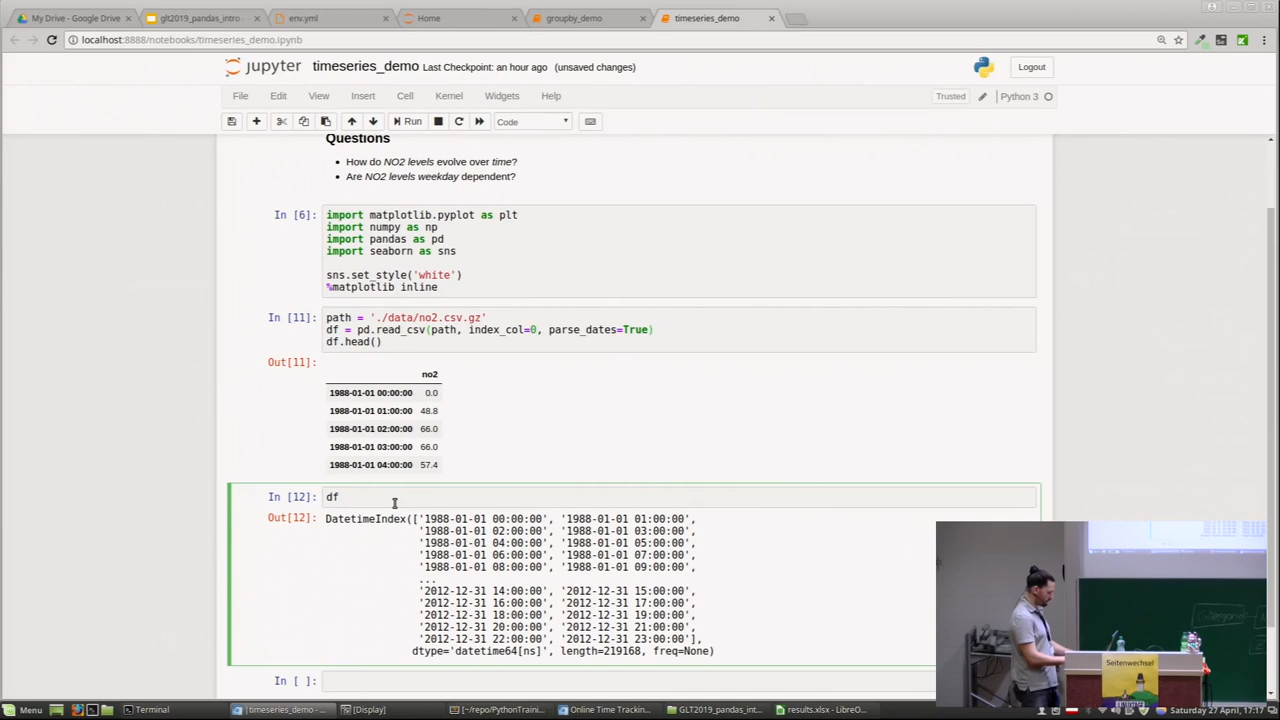 My Drive - Google Drive
glt2019_pandas_intro -
env.yml
Home
groupby_demo
timeseries_demo
localhost:8888/notebooks/timeseries_demo.ipynb
jupyter timeseries_demo Last Checkpoint: an hour ago (unsaved changes)
Logout
File Edit View Insert Cell Kernel Widgets Help
Trusted
Python 3
Run
Code
Questions
How do NO2 levels evolve over time?
Are NO2 levels weekday dependent?
In [6]:
import matplotlib.pyplot as plt
import numpy as np
import pandas as pd
import seaborn as sns
sns.set_style('white')
%matplotlib inline
In [11]:
path = './data/no2.csv.gz'
df = pd.read_csv(path, index_col=0, parse_dates=True)
df.head()
Out[11]:
no2
1988-01-01 00:00:00 0.0
1988-01-01 01:00:00 48.8
1988-01-01 02:00:00 66.0
1988-01-01 03:00:00 66.0
1988-01-01 04:00:00 57.4
In [12]: df
Out[12]: DatetimeIndex(['1988-01-01 00:00:00', '1988-01-01 01:00:00',
'1988-01-01 02:00:00', '1988-01-01 03:00:00',
'1988-01-01 04:00:00', '1988-01-01 05:00:00',
'1988-01-01 06:00:00', '1988-01-01 07:00:00',
'1988-01-01 08:00:00', '1988-01-01 09:00:00',
...
'2012-12-31 14:00:00', '2012-12-31 15:00:00',
'2012-12-31 16:00:00', '2012-12-31 17:00:00',
'2012-12-31 18:00:00', '2012-12-31 19:00:00',
'2012-12-31 20:00:00', '2012-12-31 21:00:00',
'2012-12-31 22:00:00', '2012-12-31 23:00:00'],
dtype='datetime64[ns]', length=219168, freq=None)
In [ ]:
Seitenwechsel
Menu
Terminal
[timeseries_demo - ...
[Display]
[~/repo/PythonTraini...
[Online Time Trackin...
[GLT2019_pandas_int...
[results.xlsx - LibreO...
Saturday 27 April, 17:17